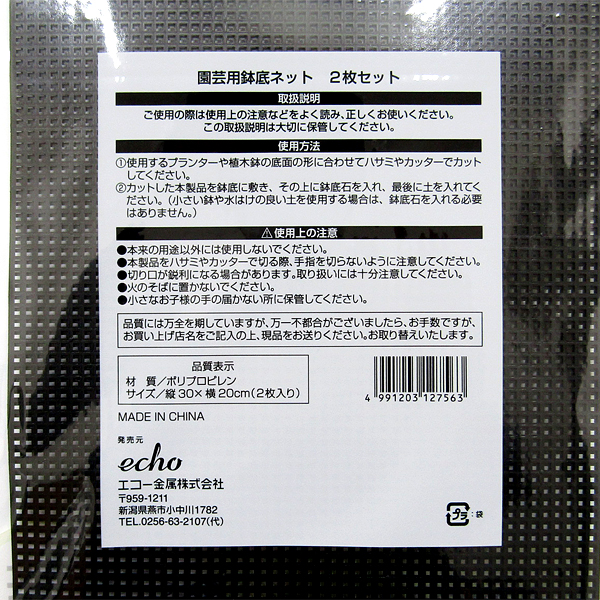 園芸用鉢底ネット 2枚セット
取扱説明
ご使用の際は使用上の注意などをよく読み、正しくお使いください。
この取扱説明は大切に保管してください。
使用方法
①使用するプランターや植木鉢の底面の形に合わせてハサミやカッターでカット
してください。
②カットした本製品を鉢底に敷き、その上に鉢底石を入れ、最後に土を入れてく
ださい。(小さい鉢や水はけの良い土を使用する場合は、鉢底石を入れる必要
はありません。)
⚠使用上の注意
●本来の用途以外には使用しないでください。
●本製品をハサミやカッターで切る際、手指を切らないように注意してください。
●切り口が鋭利になる場合があります。取り扱いには十分注意してください。
●火のそばに置かないでください。
●小さなお子様の手の届かない所に保管してください。
品質には万全を期していますが、万一不都合がございましたら、お手数ですが、
お買い上げ店名をご記入の上、現品をお送りください。お取り替えいたします。
品質表示
材 質/ポリプロピレン
サイズ/縦30×横20cm(2枚入り)
4 991203 127563
MADE IN CHINA
発売元
echo
エコー金属株式会社
〒959-1211
新潟県燕市小中川1782
TEL.0256-63-2107(代)
プラ :袋